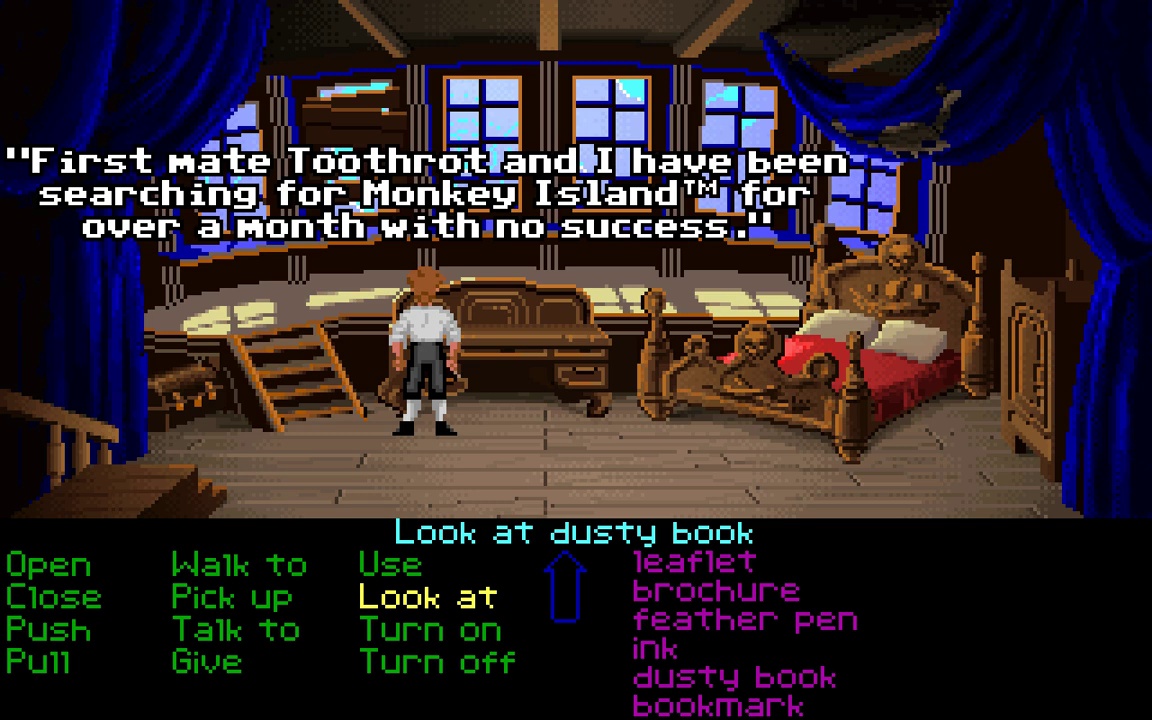 "First mate Toothrot and I have been
searching for Monkey Island™ for
over a month with no success."
Look at dusty book
Open Walk to Use leaflet
Close Pick up Look at brochure
Push Talk to Turn on feather pen
Pull Give Turn off ink
dusty book
bookmark